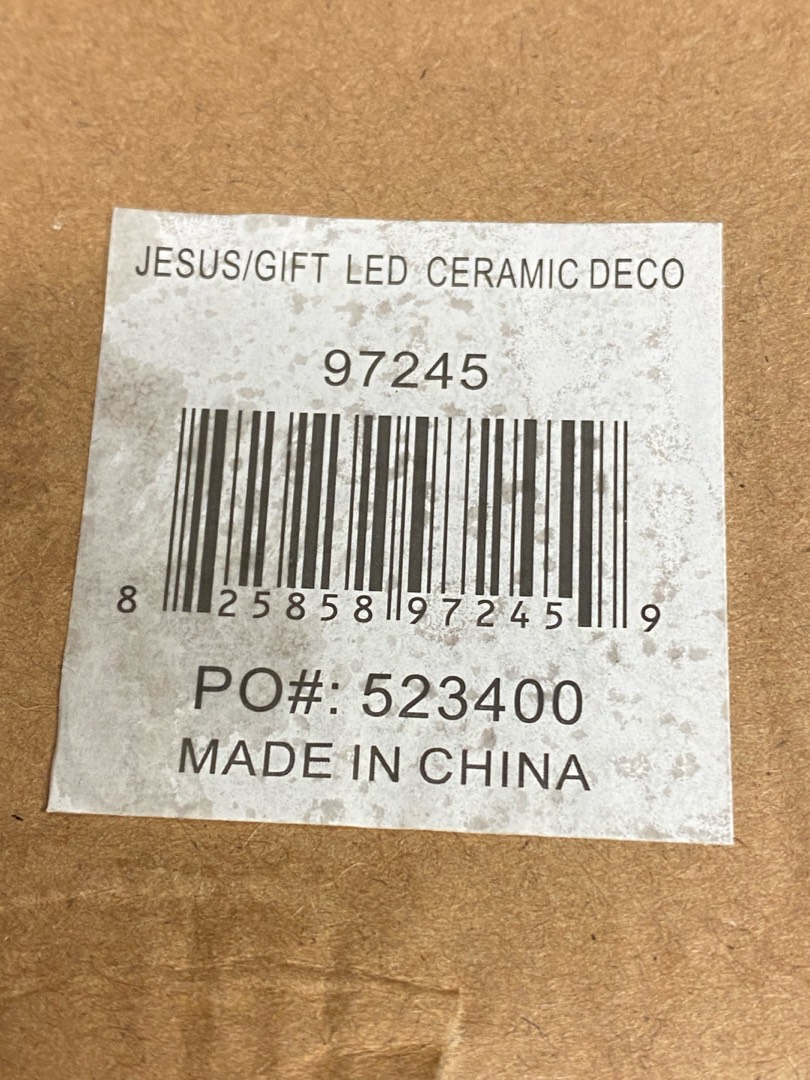 JESUS/GIFT LED CERAMIC DECO
97245
8 25858 97245 9
PO#: 523400
MADE IN CHINA